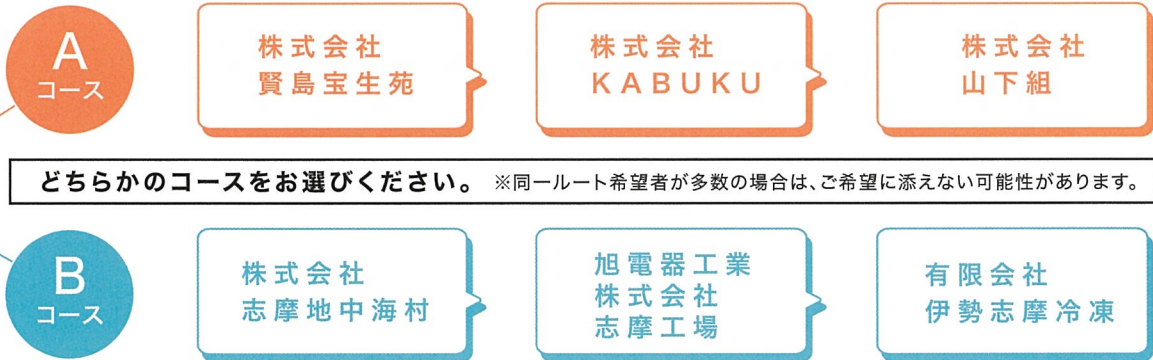 A
コース
株式会社
賢島宝生苑
株式会社
KABUKU
株式会社
山下組
どちらかのコースをお選びください。 ※同一ルート希望者が多数の場合は、ご希望に添えない可能性があります。
B
コース
株式会社
志摩地中海村
旭電器工業
株式会社
志摩工場
有限会社
伊勢志摩冷凍